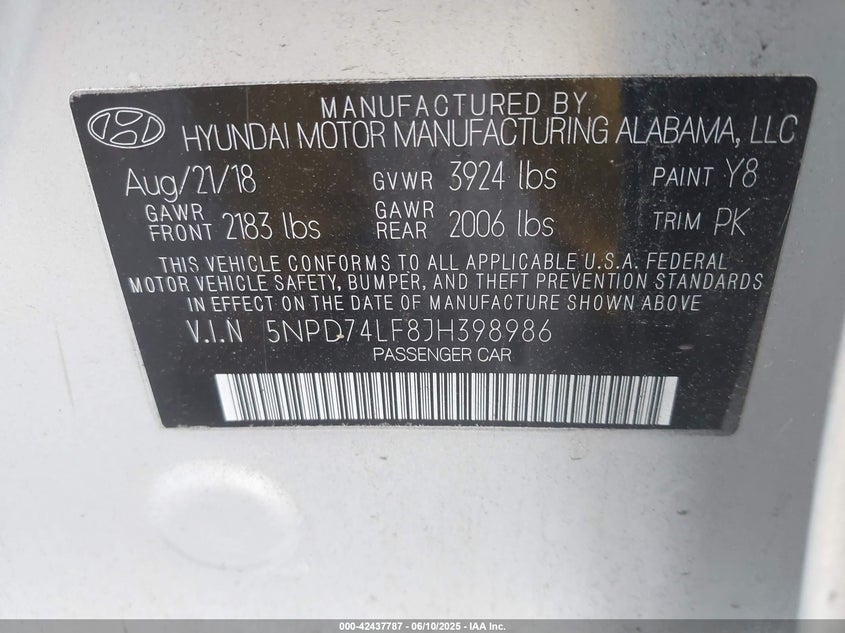 MANUFACTURED BY
HYUNDAI MOTOR MANUFACTURING ALABAMA, LLC
Aug/21/18 GVWR 3924 lbs PAINT Y8
GAWR FRONT 2183 lbs GAWR REAR 2006 lbs TRIM PK
THIS VEHICLE CONFORMS TO ALL APPLICABLE U.S.A. FEDERAL
MOTOR VEHICLE SAFETY, BUMPER, AND THEFT PREVENTION STANDARDS
IN EFFECT ON THE DATE OF MANUFACTURE SHOWN ABOVE
V.I.N 5NPD74LF8JH398986
PASSENGER CAR
000-42437787 - 06/10/2025 - IAA Inc.